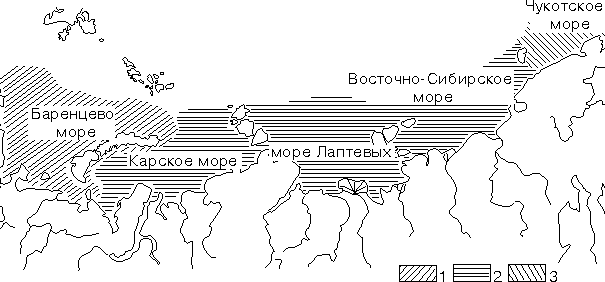 Чукотское
море
Восточно-Сибирское
море
Баренцево
море
Карское море
море Лаптевых
1 2 3